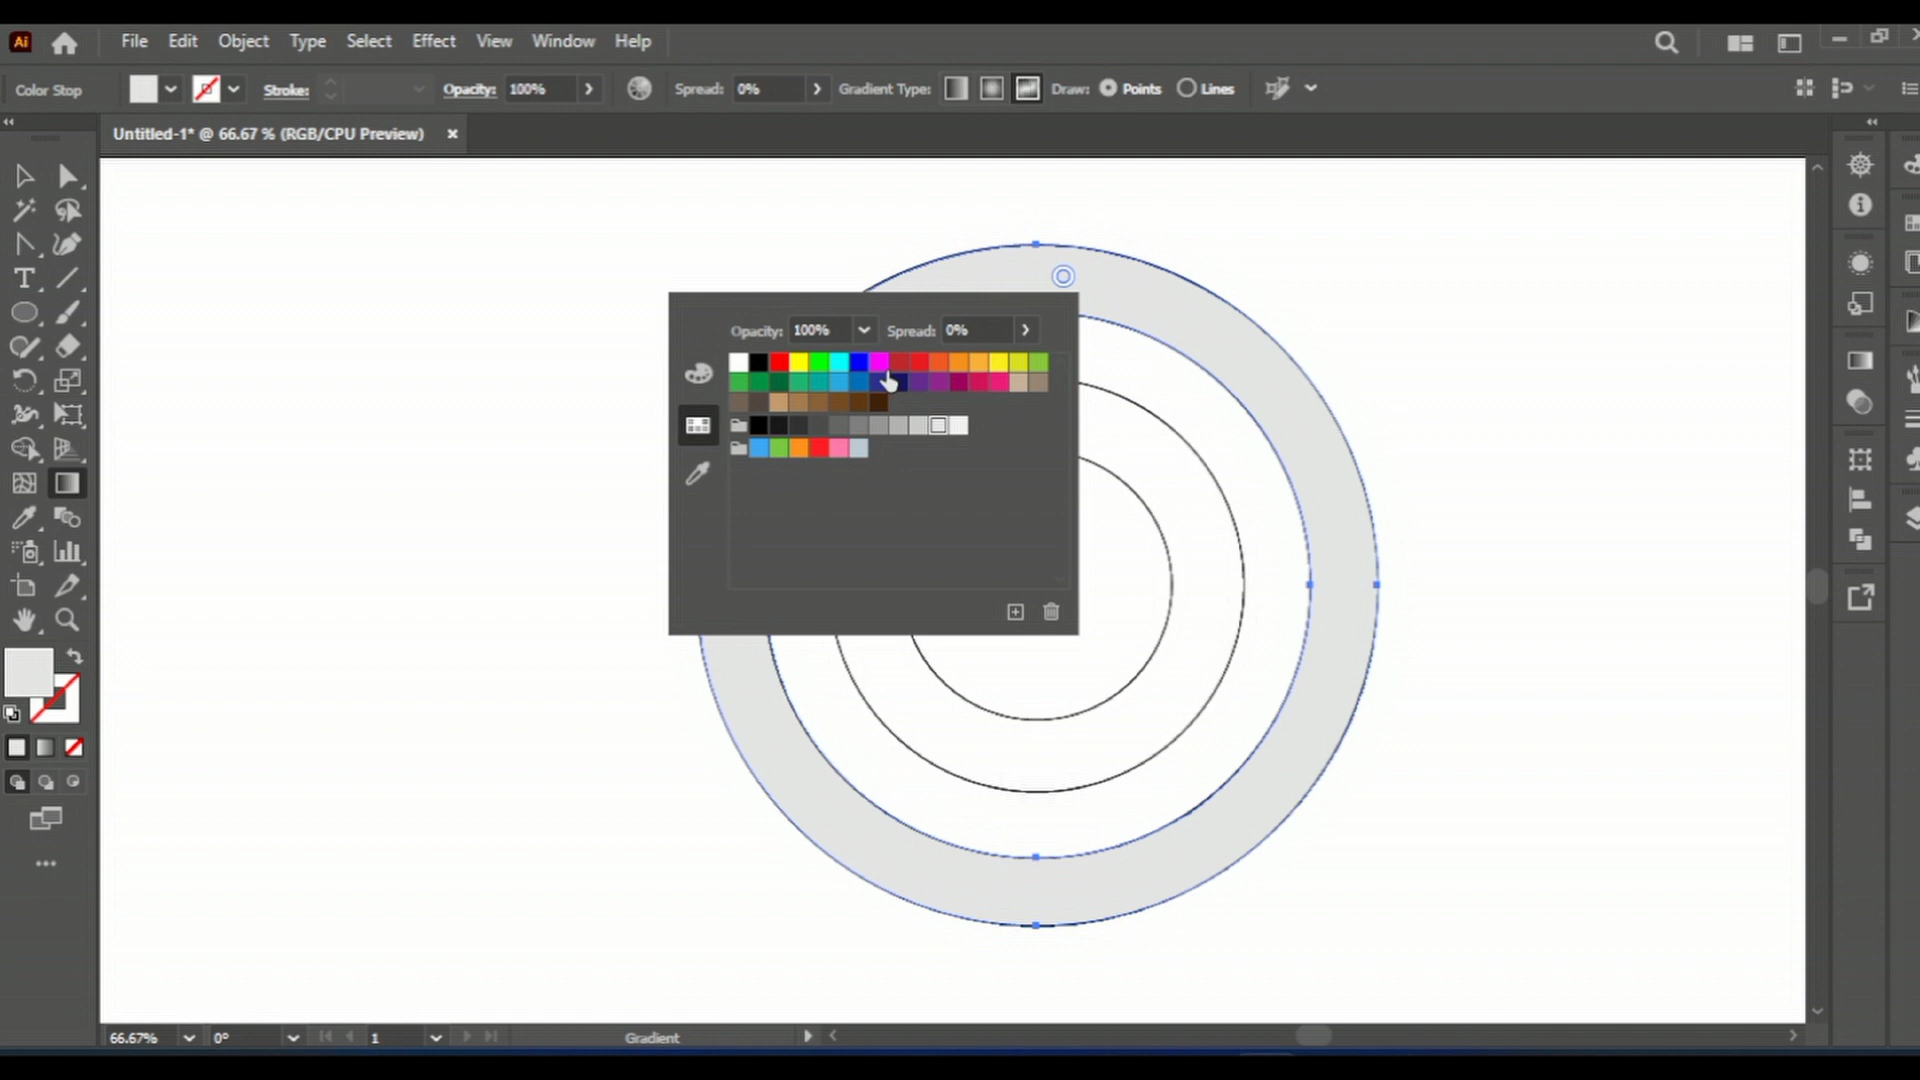 Ai File Edit Object Type Select Effect View Window Help
Color Stop Stroke: Opacity: 100% Spread: 0% Gradient Type: Draw: Points Lines
Untitled-1* @ 66.67 % (RGB/CPU Preview) ×
Opacity: 100% Spread: 0%
66.67% 0° 1 Gradient